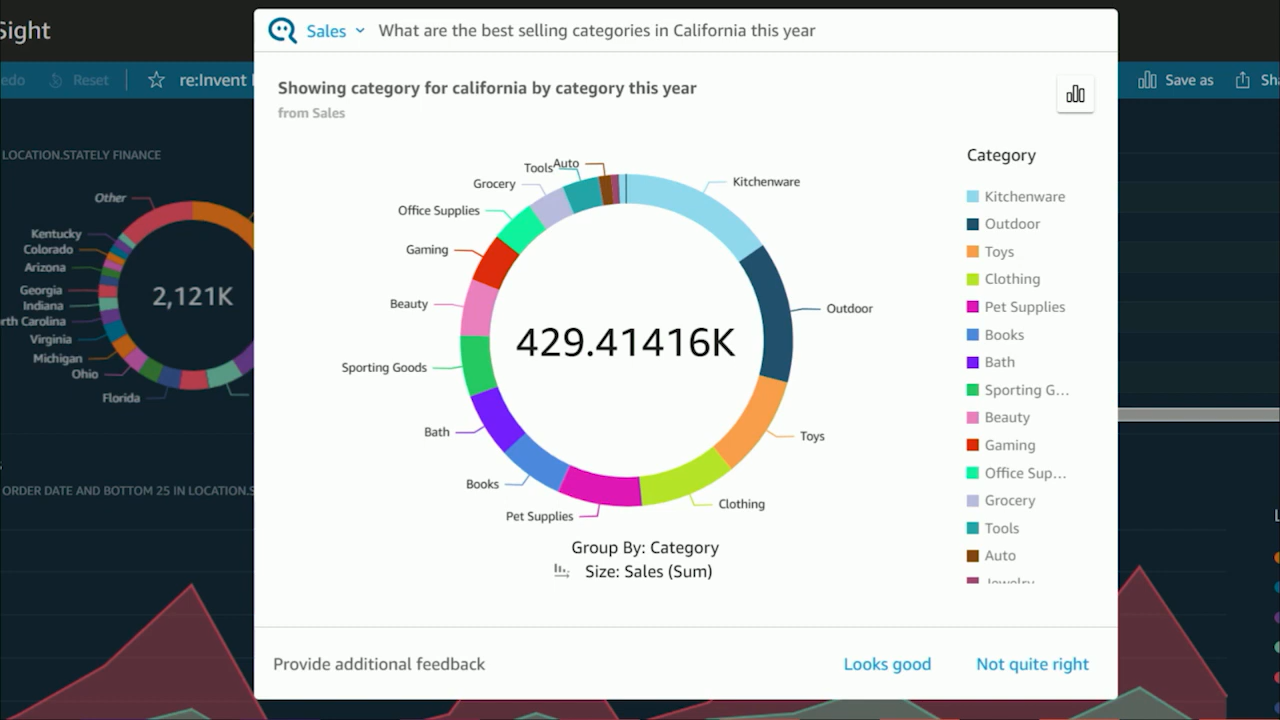 Sight
Sales
What are the best selling categories in California this year
edo
Reset
re:Invent
Save as
Sha
Showing category for california by category this year
from Sales
LOCATION.STATELY FINANCE
Other
Kentucky
Colorado
Arizona
Georgia
Indiana
rth Carolina
Virginia
Michigan
Ohio
Florida
2,121K
Tools
Auto
Kitchenware
Grocery
Office Supplies
Gaming
Outdoor
Beauty
429.41416K
Sporting Goods
Bath
Toys
Books
Clothing
Pet Supplies
Group By: Category
Size: Sales (Sum)
Category
Kitchenware
Outdoor
Toys
Clothing
Pet Supplies
Books
Bath
Sporting G...
Beauty
Gaming
Office Sup...
Grocery
Tools
Auto
Jewelry
ORDER DATE AND BOTTOM 25 IN LOCATION.S
Provide additional feedback
Looks good
Not quite right